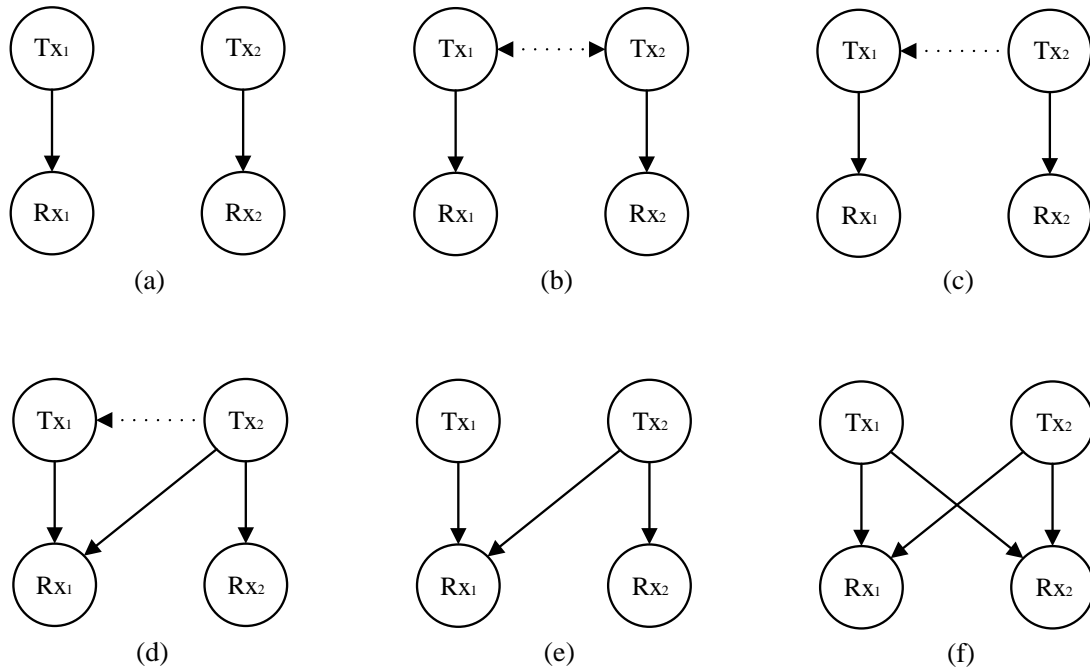 Tx1 Tx2 Tx1 Tx2 Tx1 Tx2
Rx1 Rx2 Rx1 Rx2 Rx1 Rx2
(a) (b) (c)
Tx1 Tx2 Tx1 Tx2 Tx1 Tx2
Rx1 Rx2 Rx1 Rx2 Rx1 Rx2
(d) (e) (f)